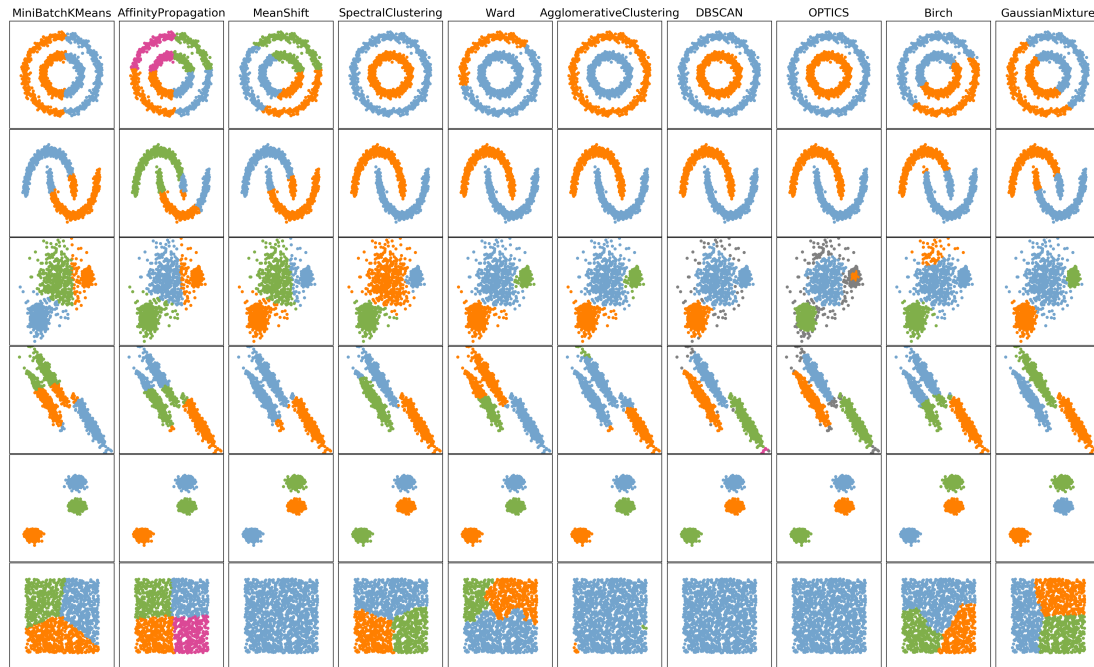 MiniBatchKMeans AffinityPropagation MeanShift SpectralClustering Ward AgglomerativeClustering DBSCAN OPTICS Birch GaussianMixture